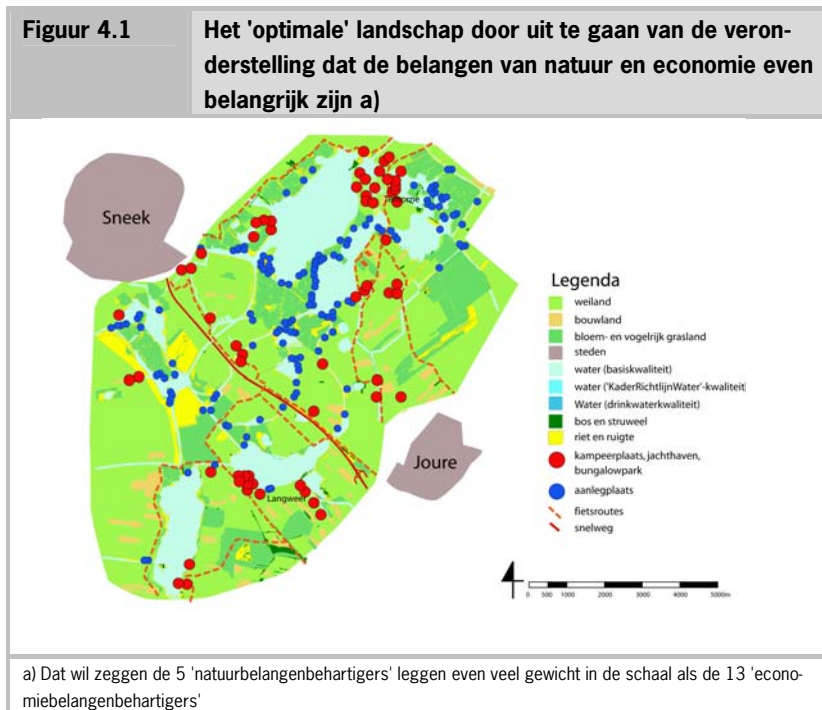 Figuur 4.1
Het 'optimale' landschap door uit te gaan van de veron-
derstelling dat de belangen van natuur en economie even
belangrijk zijn a)
Sneek
Joure
Langweer
Legenda
weiland
bouwland
bloem- en vogelrijk grasland
steden
water (basiskwaliteit)
water ('KaderRichtlijnWater'-kwaliteit
Water (drinkwaterkwaliteit)
bos en struweel
riet en ruigte
kampeerplaats, jachthaven,
bungalowpark
aanlegplaats
fietsroutes
snelweg
0 500 1000 2000 3000 4000 5000m
a) Dat wil zeggen de 5 'natuurbelangenbehartigers' leggen even veel gewicht in de schaal als de 13 'econo-
miebelangenbehartigers'